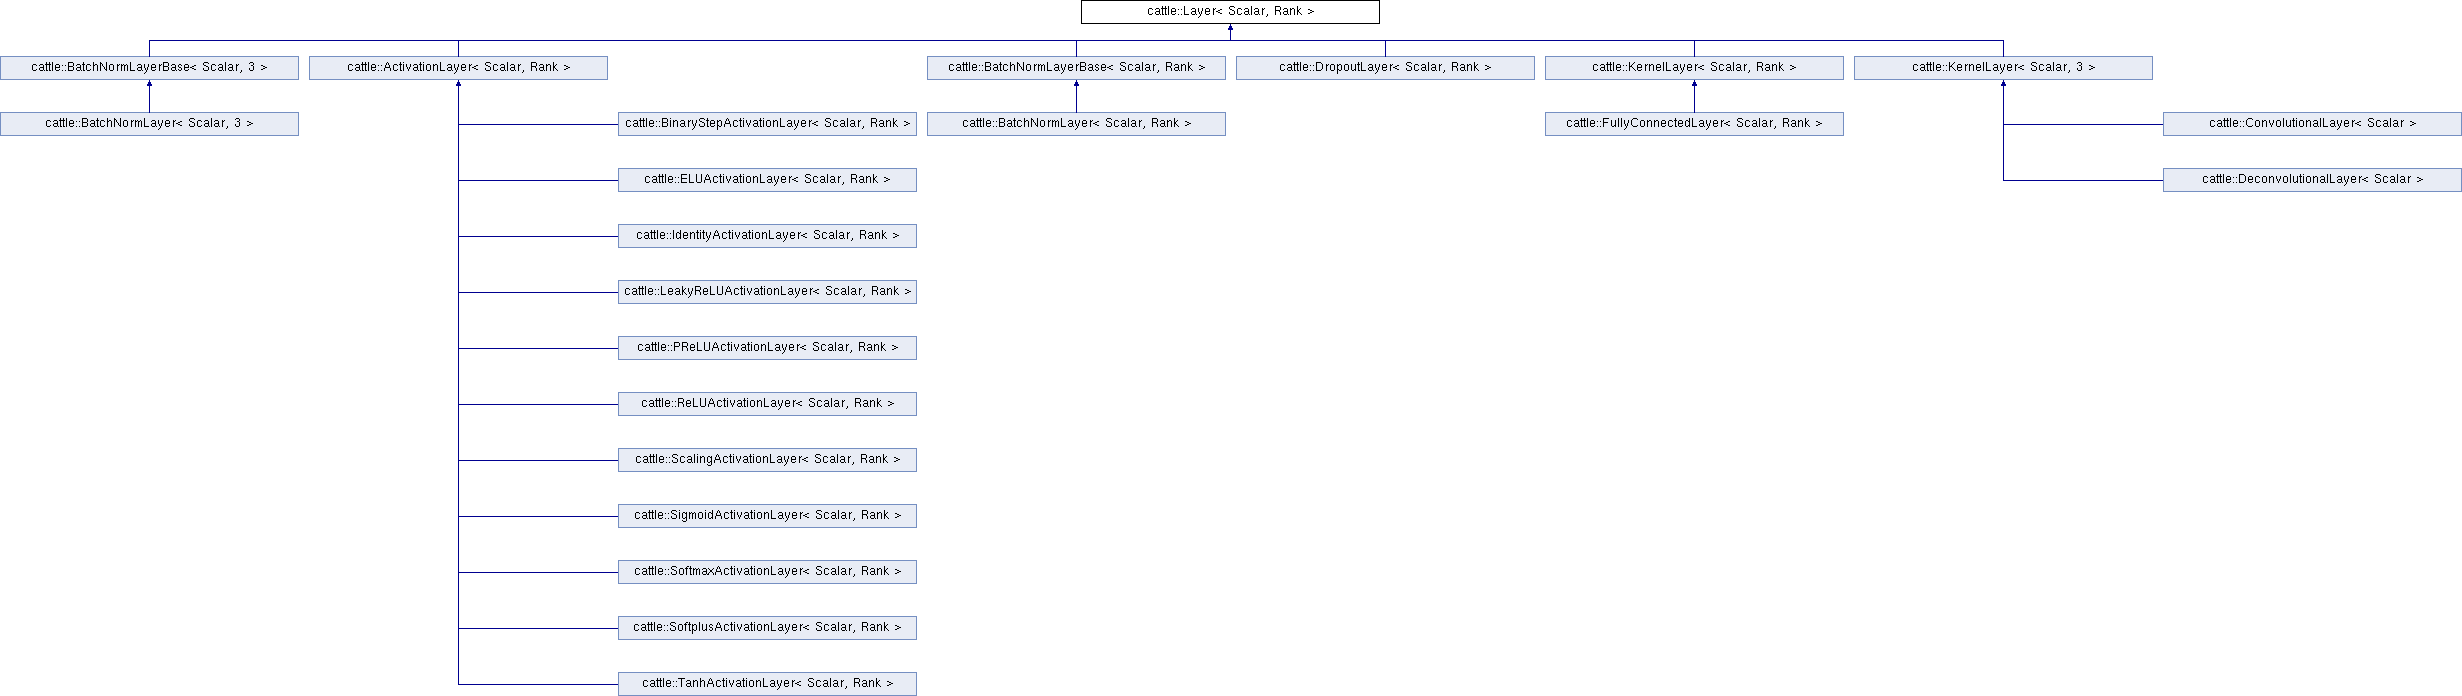 cattle::Layer< Scalar, Rank >
cattle::BatchNormLayerBase< Scalar, 3 >
cattle::ActivationLayer< Scalar, Rank >
cattle::BatchNormLayerBase< Scalar, Rank >
cattle::DropoutLayer< Scalar, Rank >
cattle::KernelLayer< Scalar, Rank >
cattle::KernelLayer< Scalar, 3 >
cattle::BatchNormLayer< Scalar, 3 >
cattle::BinaryStepActivationLayer< Scalar, Rank >
cattle::BatchNormLayer< Scalar, Rank >
cattle::FullyConnectedLayer< Scalar, Rank >
cattle::ConvolutionalLayer< Scalar >
cattle::ELUActivationLayer< Scalar, Rank >
cattle::DeconvolutionalLayer< Scalar >
cattle::IdentityActivationLayer< Scalar, Rank >
cattle::LeakyReLUActivationLayer< Scalar, Rank >
cattle::PReLUActivationLayer< Scalar, Rank >
cattle::ReLUActivationLayer< Scalar, Rank >
cattle::ScalingActivationLayer< Scalar, Rank >
cattle::SigmoidActivationLayer< Scalar, Rank >
cattle::SoftmaxActivationLayer< Scalar, Rank >
cattle::SoftplusActivationLayer< Scalar, Rank >
cattle::TanhActivationLayer< Scalar, Rank >